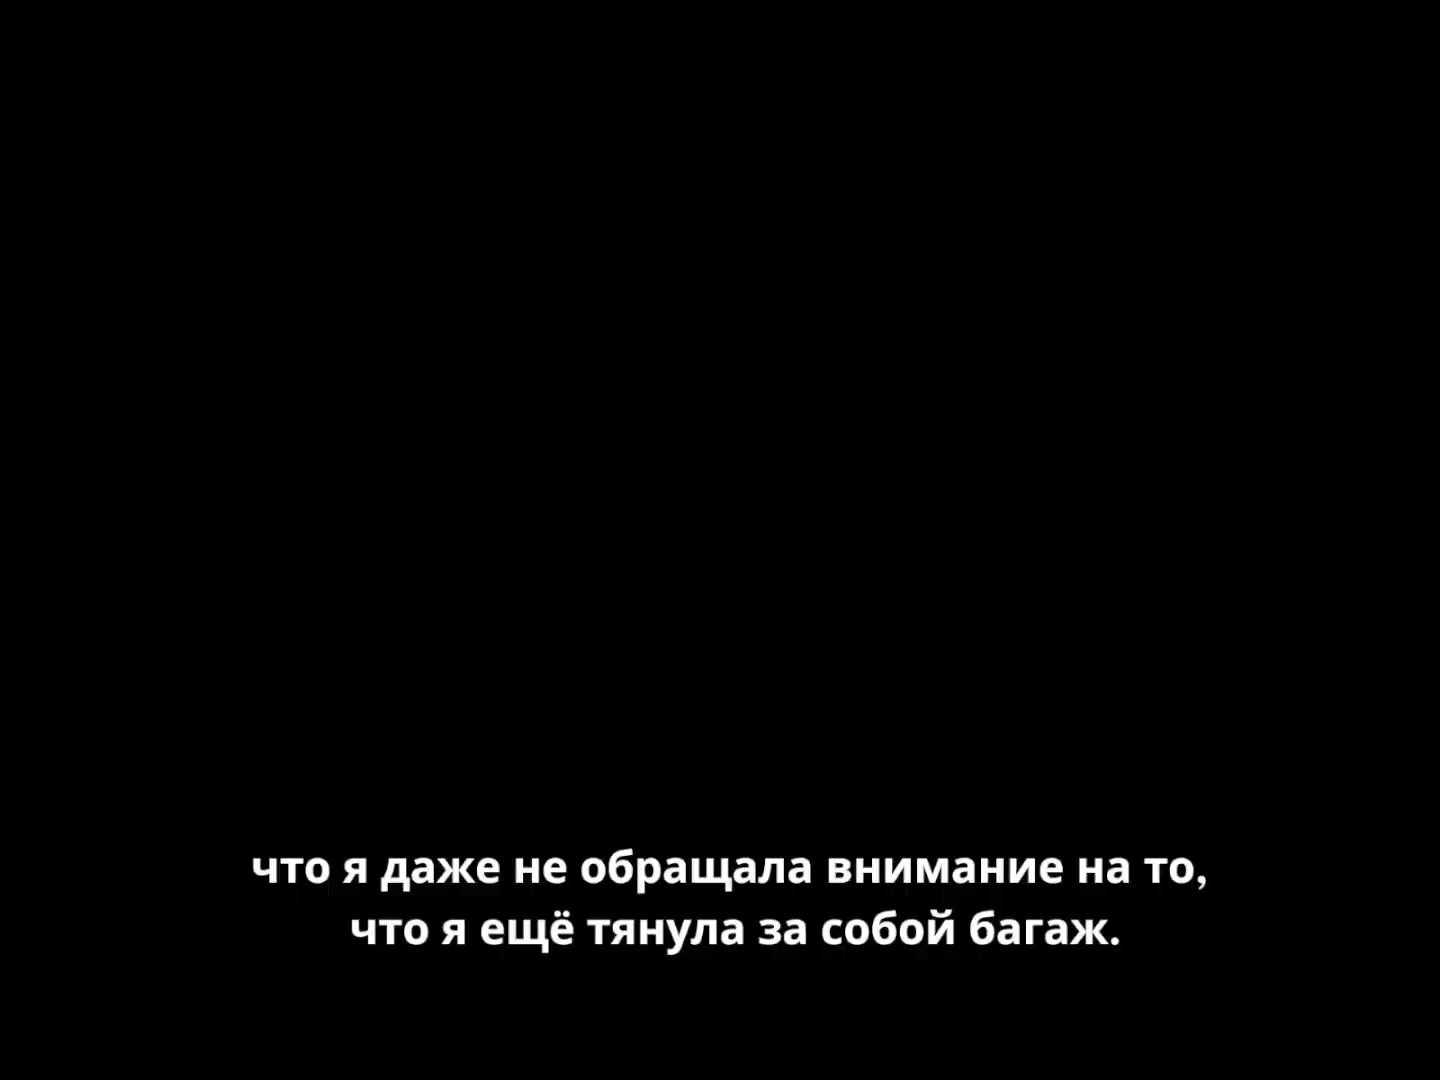 что я даже не обращала внимание на то,
что я ещё тянула за собой багаж.